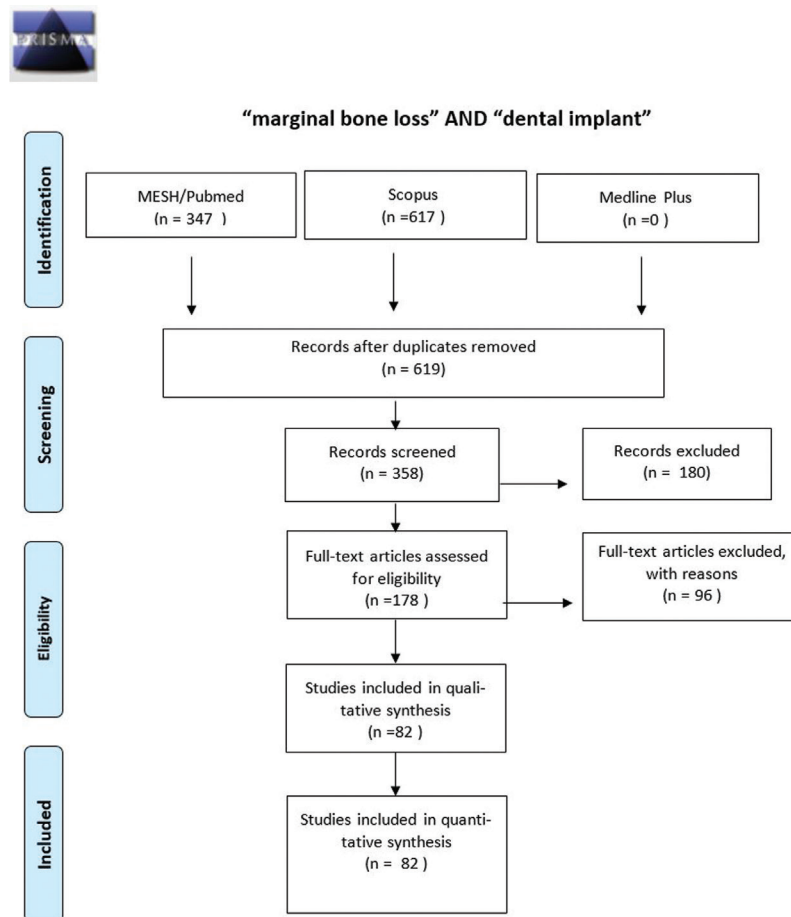 PRISMA
“marginal bone loss” AND “dental implant”
Identification
MESH/Pubmed
(n = 347 )
Scopus
(n =617 )
Medline Plus
(n =0 )
Screening
Records after duplicates removed
(n = 619)
Records screened
(n = 358)
Records excluded
(n = 180)
Eligibility
Full-text articles assessed
for eligibility
(n =178 )
Full-text articles excluded,
with reasons
(n = 96 )
Studies included in quali-
tative synthesis
(n =82 )
Included
Studies included in quanti-
tative synthesis
(n = 82 )